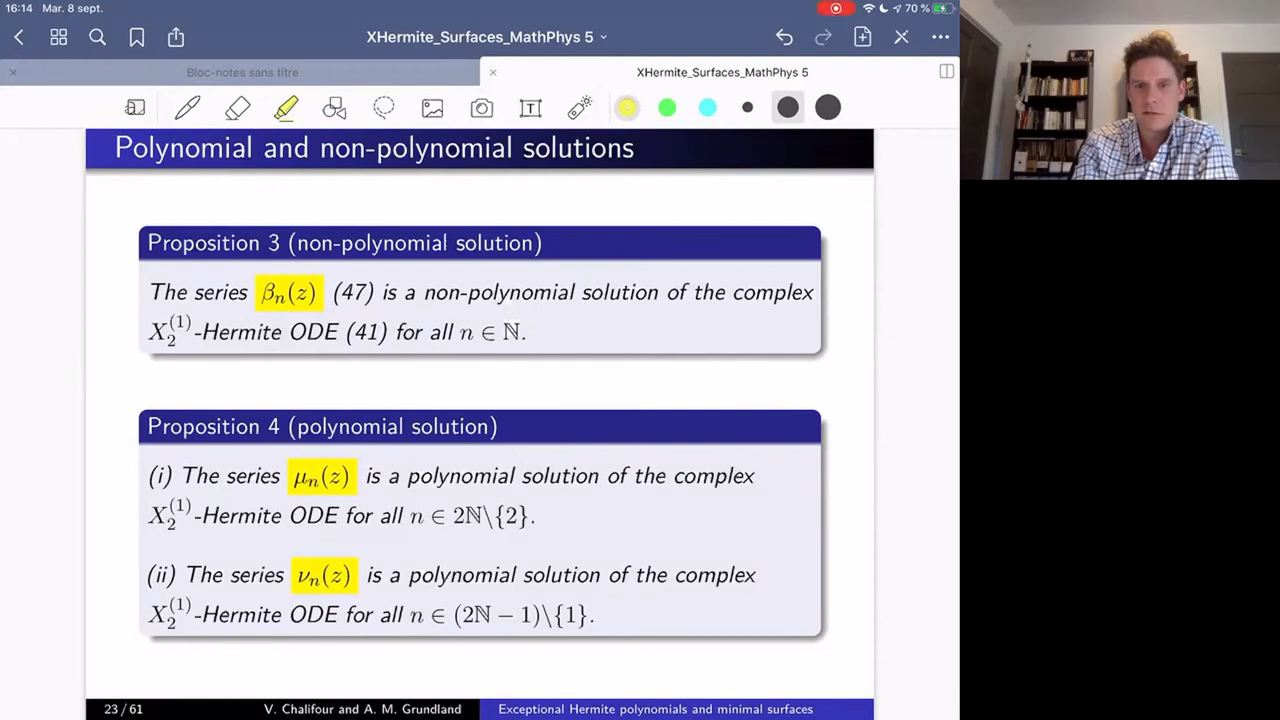 16:14 Mar. 8 sept. 70 %
XHermite_Surfaces_MathPhys 5
Bloc-notes sans titre XHermite_Surfaces_MathPhys 5
Polynomial and non-polynomial solutions
Proposition 3 (non-polynomial solution)
The series βₙ(z) (47) is a non-polynomial solution of the complex
X₂⁽¹⁾-Hermite ODE (41) for all n ∈ ℕ.
Proposition 4 (polynomial solution)
(i) The series μₙ(z) is a polynomial solution of the complex
X₂⁽¹⁾-Hermite ODE for all n ∈ 2ℕ\{2}.
(ii) The series νₙ(z) is a polynomial solution of the complex
X₂⁽¹⁾-Hermite ODE for all n ∈ (2ℕ − 1)\{1}.
23 / 61 V. Chalifour and A. M. Grundland Exceptional Hermite polynomials and minimal surfaces